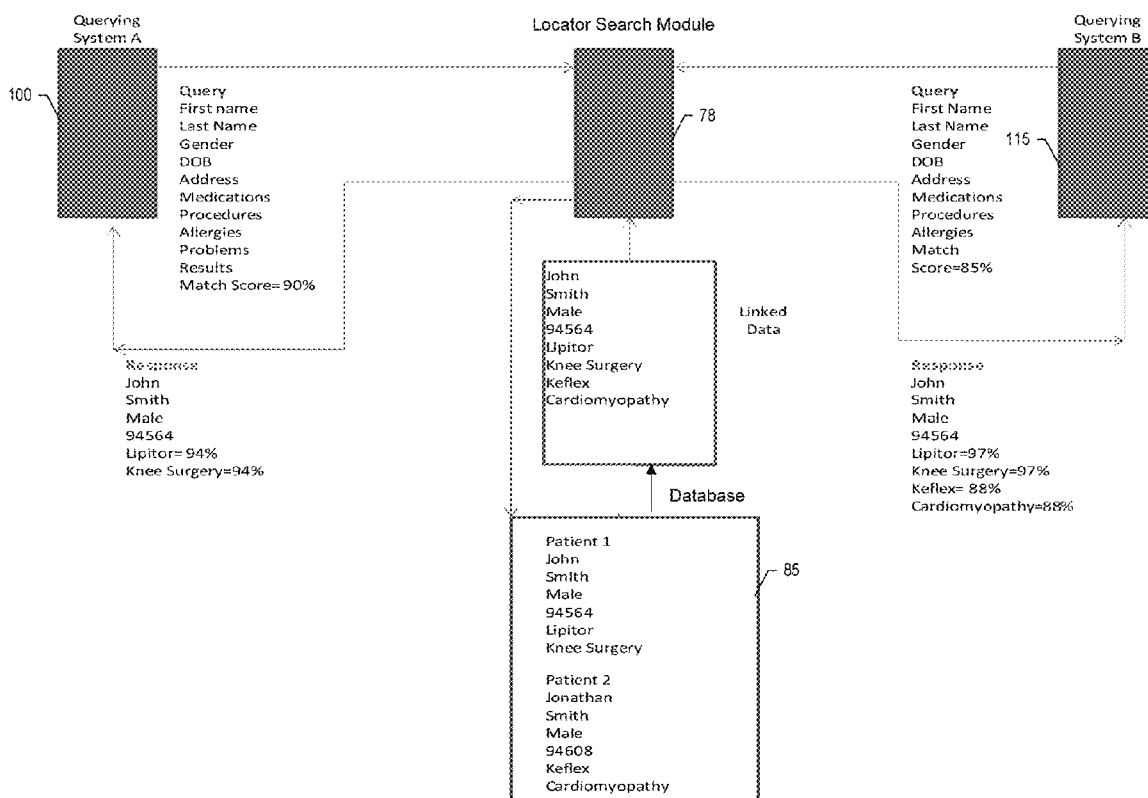 Querying
System A
Locator Search Module
Querying
System B
100
Query
First name
Last Name
Gender
DOB
Address
Medications
Procedures
Allergies
Problems
Results
Match Score= 90%
78
Query
First Name
Last Name
Gender
DOB
Address
Medications
Procedures
Allergies
Match
Score=85%
115
John
Smith
Male
94564
Lipitor
Knee Surgery
Keflex
Cardiomyopathy
Linked
Data
Response
John
Smith
Male
94564
Lipitor= 94%
Knee Surgery=94%
Response
John
Smith
Male
94564
Lipitor=97%
Knee Surgery=97%
Keflex= 88%
Cardiomyopathy=88%
Database
Patient 1
John
Smith
Male
94564
Lipitor
Knee Surgery
Patient 2
Jonathan
Smith
Male
94608
Keflex
Cardiomyopathy
85